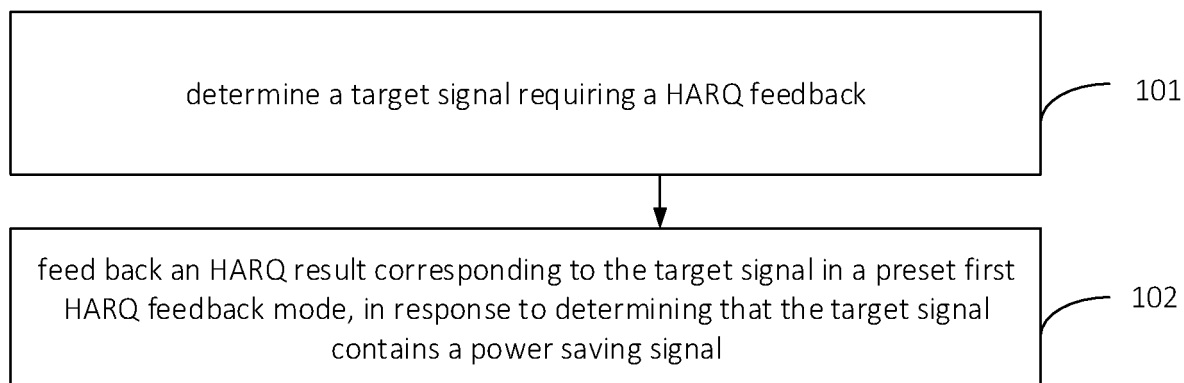 determine a target signal requiring a HARQ feedback
101
feed back an HARQ result corresponding to the target signal in a preset first
HARQ feedback mode, in response to determining that the target signal
contains a power saving signal
102